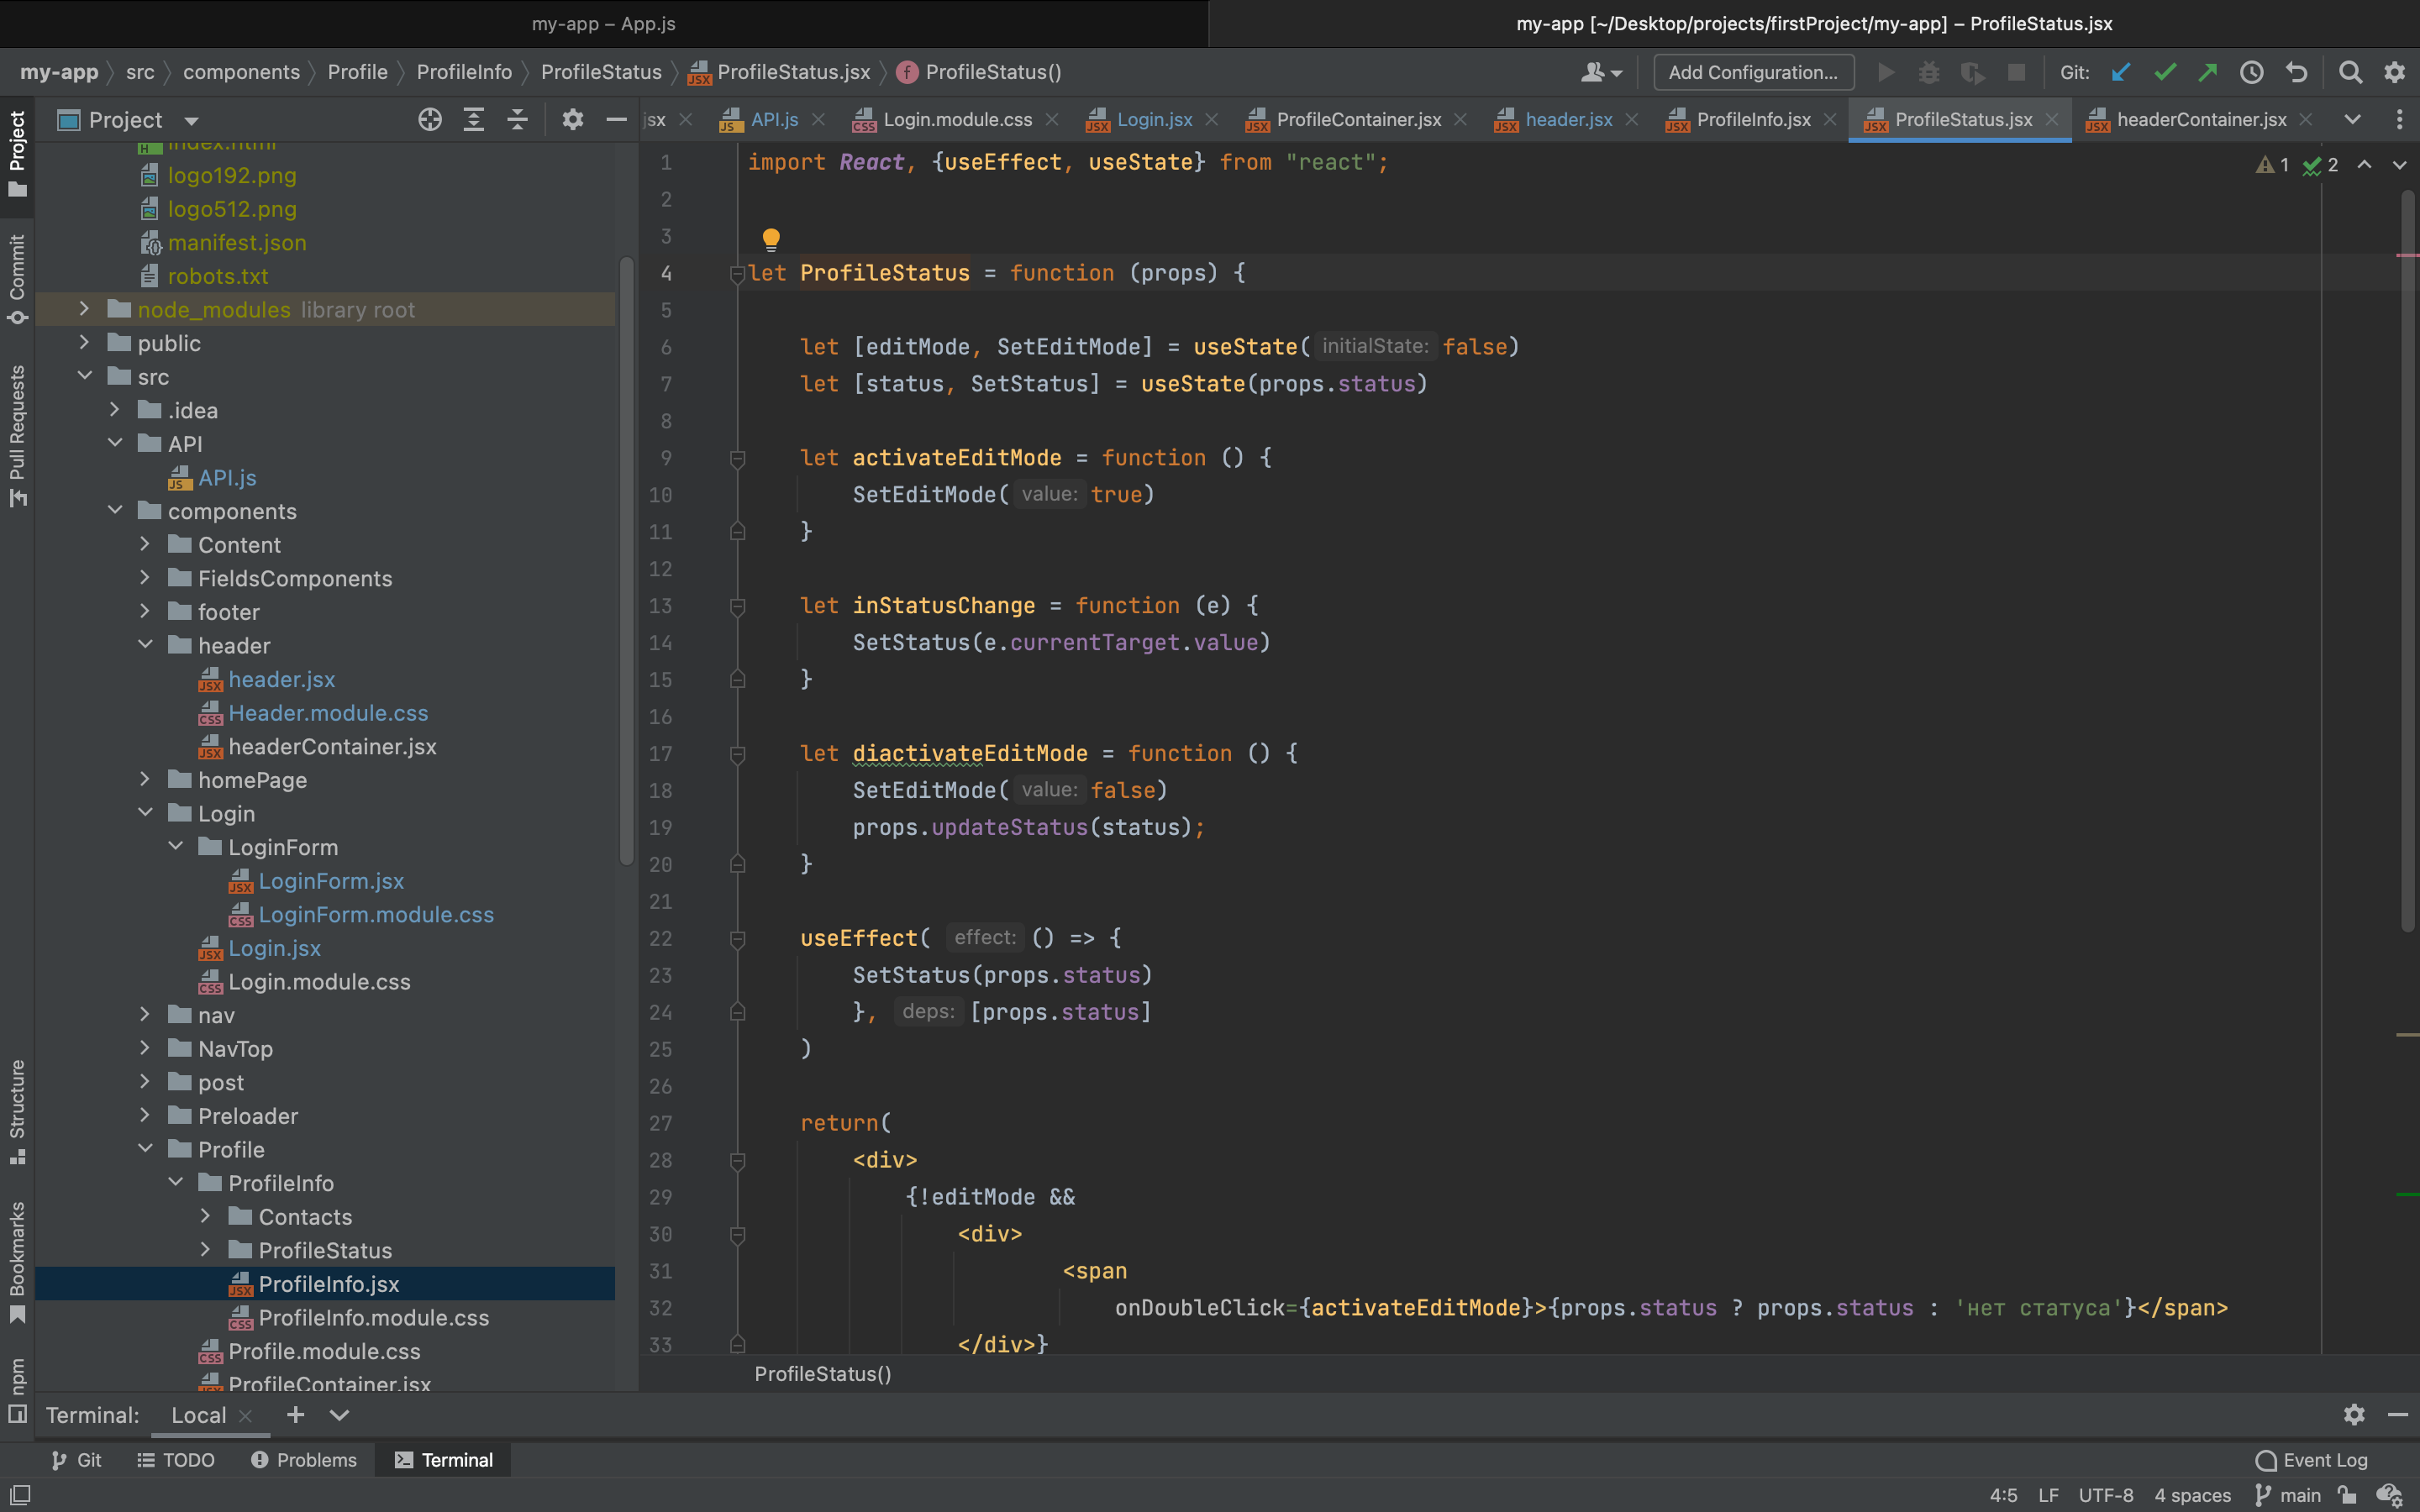 my-app – App.js
my-app [~/Desktop/projects/firstProject/my-app] – ProfileStatus.jsx
my-app src components Profile ProfileInfo ProfileStatus ProfileStatus.jsx ProfileStatus()
Add Configuration... Git:
Project
jsx API.js Login.module.css Login.jsx ProfileContainer.jsx header.jsx ProfileInfo.jsx ProfileStatus.jsx headerContainer.jsx
Project
Commit
Pull Requests
Structure
Bookmarks
npm
index.html
logo192.png
logo512.png
manifest.json
robots.txt
node_modules library root
public
src
.idea
API
API.js
components
Content
FieldsComponents
footer
header
header.jsx
Header.module.css
headerContainer.jsx
homePage
Login
LoginForm
LoginForm.jsx
LoginForm.module.css
Login.jsx
Login.module.css
nav
NavTop
post
Preloader
Profile
ProfileInfo
Contacts
ProfileStatus
ProfileInfo.jsx
ProfileInfo.module.css
Profile.module.css
ProfileContainer.jsx
1 import React, {useEffect, useState} from "react";
1 2
2
3
4 let ProfileStatus = function (props) {
5
6 let [editMode, SetEditMode] = useState( initialState: false)
7 let [status, SetStatus] = useState(props.status)
8
9 let activateEditMode = function () {
10 SetEditMode( value: true)
11 }
12
13 let inStatusChange = function (e) {
14 SetStatus(e.currentTarget.value)
15 }
16
17 let diactivateEditMode = function () {
18 SetEditMode( value: false)
19 props.updateStatus(status);
20 }
21
22 useEffect( effect: () => {
23 SetStatus(props.status)
24 }, deps: [props.status]
25 )
26
27 return(
28 <div>
29 {!editMode &&
30 <div>
31 <span
32 onDoubleClick={activateEditMode}>{props.status ? props.status : 'нет статуса'}</span>
33 </div>}
ProfileStatus()
Terminal: Local
Git TODO Problems Terminal Event Log
4:5 LF UTF-8 4 spaces main